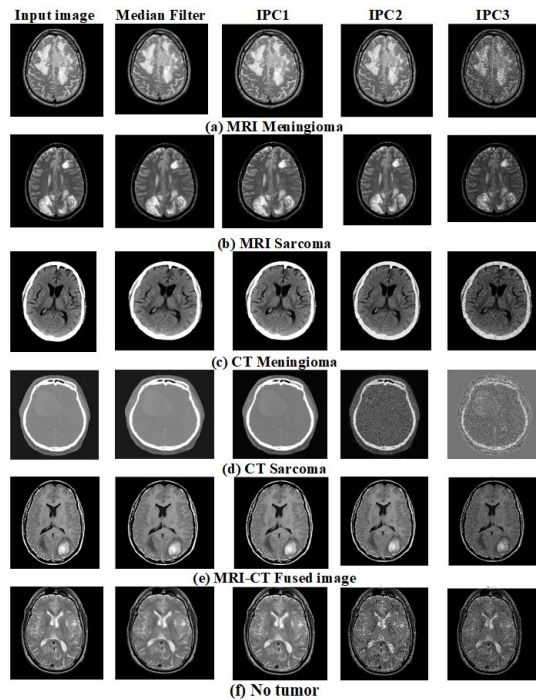 Input image Median Filter IPC1 IPC2 IPC3
(a) MRI Meningioma
(b) MRI Sarcoma
(c) CT Meningioma
(d) CT Sarcoma
(e) MRI-CT Fused image
(f) No tumor